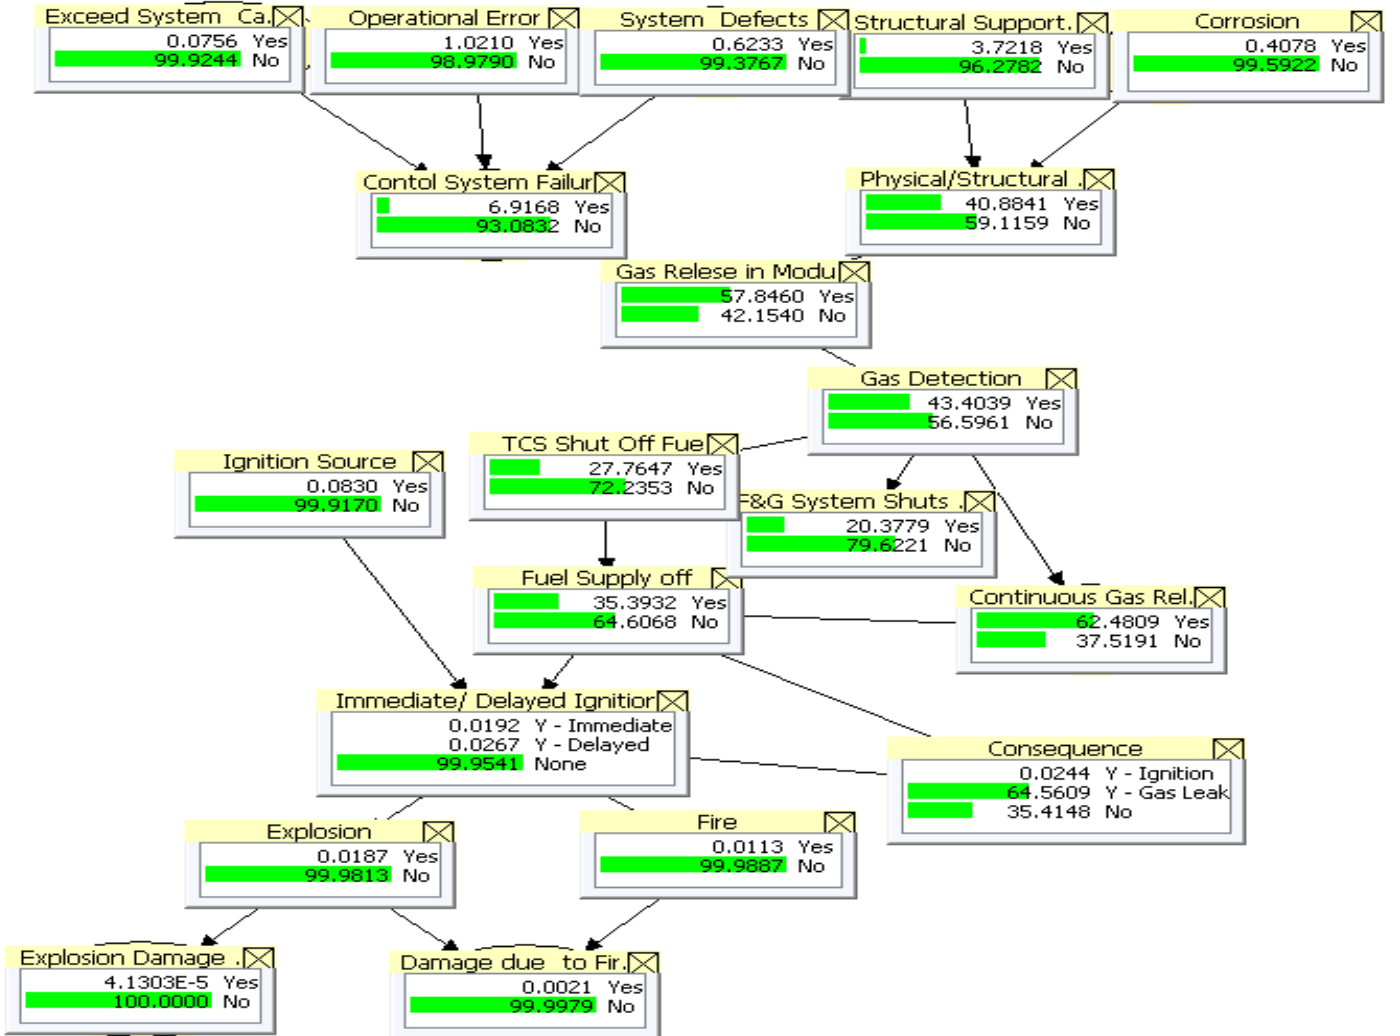 Exceed System Ca.
0.0756 Yes
99.9244 No
Operational Error
1.0210 Yes
98.9790 No
System Defects
0.6233 Yes
99.3767 No
Structural Support.
3.7218 Yes
96.2782 No
Corrosion
0.4078 Yes
99.5922 No
Contol System Failur
6.9168 Yes
93.0832 No
Physical/Structural .
40.8841 Yes
59.1159 No
Gas Relese in Modu
57.8460 Yes
42.1540 No
Gas Detection
43.4039 Yes
56.5961 No
TCS Shut Off Fue
27.7647 Yes
72.2353 No
Ignition Source
0.0830 Yes
99.9170 No
F&G System Shuts .
20.3779 Yes
79.6221 No
Fuel Supply off
35.3932 Yes
64.6068 No
Continuous Gas Rel.
62.4809 Yes
37.5191 No
Immediate/ Delayed Ignitior
0.0192 Y - Immediate
0.0267 Y - Delayed
99.9541 None
Consequence
0.0244 Y - Ignition
64.5609 Y - Gas Leak
35.4148 No
Explosion
0.0187 Yes
99.9813 No
Fire
0.0113 Yes
99.9887 No
Explosion Damage .
4.1303E-5 Yes
100.0000 No
Damage due to Fir.
0.0021 Yes
99.9979 No